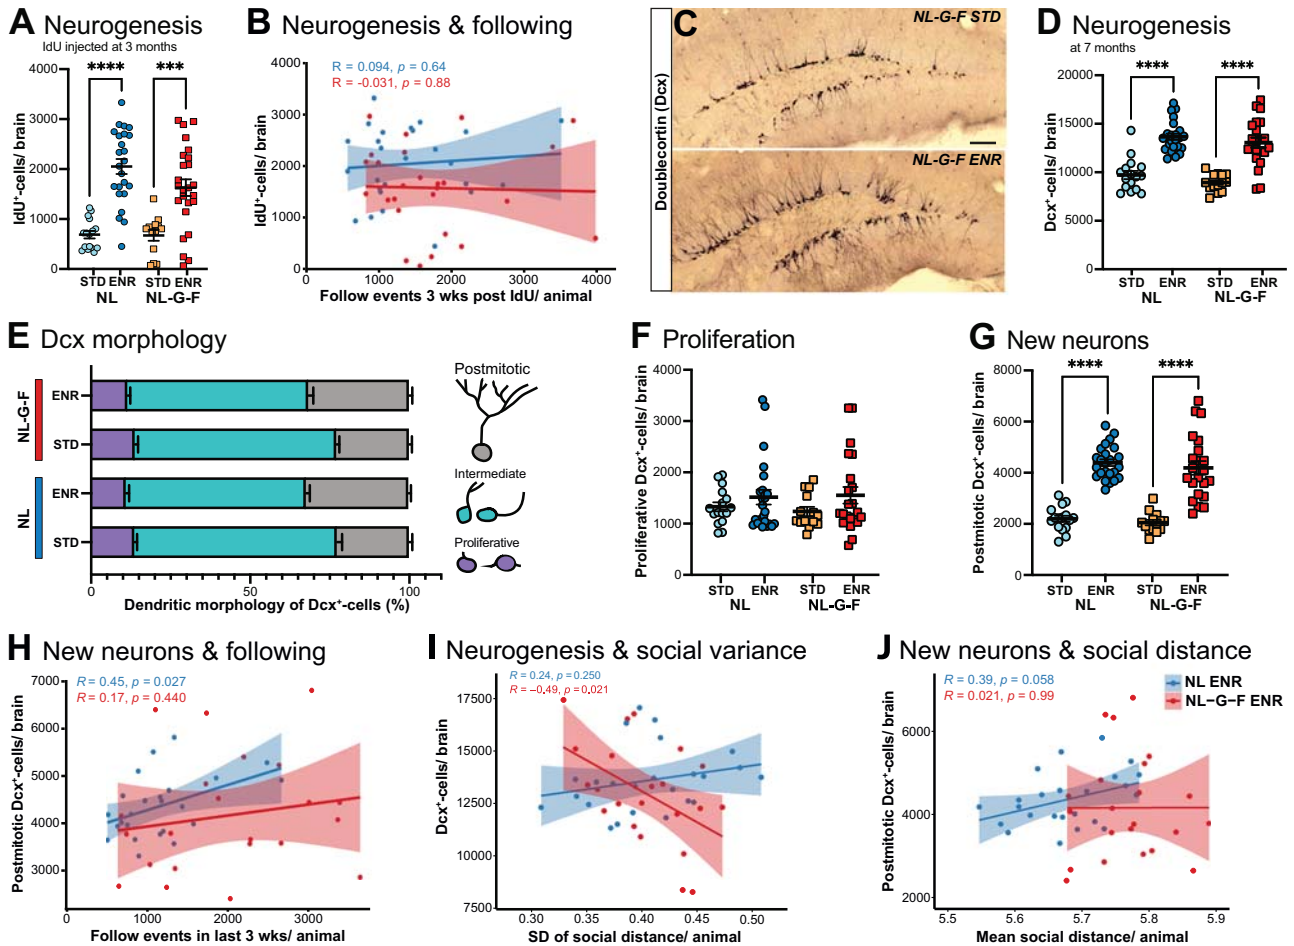 A Neurogenesis
IdU injected at 3 months
**** ***
IdU⁺-cells/ brain
4000
3000
2000
1000
0
STD ENR STD ENR
NL NL-G-F
B Neurogenesis & following
R = 0.094, p = 0.64
R = -0.031, p = 0.88
IdU⁺-cells/ brain
4000
3000
2000
1000
0
0 1000 2000 3000 4000
Follow events 3 wks post IdU/ animal
C
Doublecortin (Dcx)
NL-G-F STD
NL-G-F ENR
D Neurogenesis
at 7 months
**** ****
Dcx⁺-cells/ brain
20000
15000
10000
5000
0
STD ENR STD ENR
NL NL-G-F
E Dcx morphology
NL-G-F
ENR
STD
NL
ENR
STD
0 50 100
Dendritic morphology of Dcx⁺-cells (%)
Postmitotic
Intermediate
Proliferative
F Proliferation
Proliferative Dcx⁺-cells/ brain
4000
3000
2000
1000
0
STD ENR STD ENR
NL NL-G-F
G New neurons
**** ****
Postmitotic Dcx⁺-cells/ brain
8000
6000
4000
2000
0
STD ENR STD ENR
NL NL-G-F
H New neurons & following
R = 0.45, p = 0.027
R = 0.17, p = 0.440
Postmitotic Dcx⁺-cells/ brain
7000
6000
5000
4000
3000
0 1000 2000 3000
Follow events in last 3 wks/ animal
I Neurogenesis & social variance
R = 0.24, p = 0.250
R = −0.49, p = 0.021
Dcx⁺-cells/ brain
17500
15000
12500
10000
7500
0.30 0.35 0.40 0.45 0.50
SD of social distance/ animal
J New neurons & social distance
R = 0.39, p = 0.058
R = 0.021, p = 0.99
NL ENR
NL−G−F ENR
Postmitotic Dcx⁺-cells/ brain
6000
4000
2000
5.5 5.6 5.7 5.8 5.9
Mean social distance/ animal